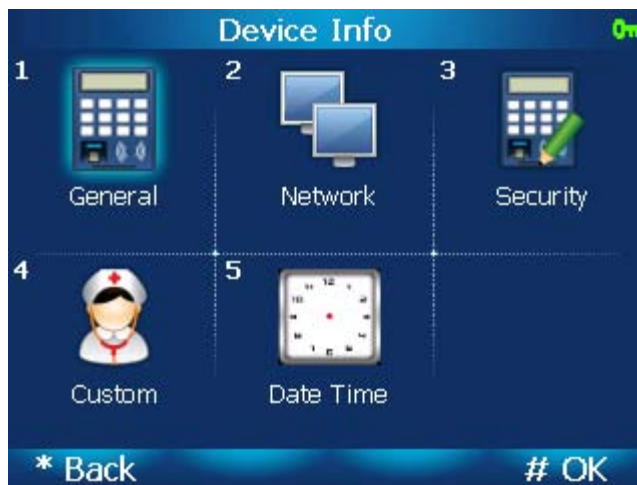 Device Info
1 2 3
General Network Security
4 5
Custom Date Time
* Back # OK